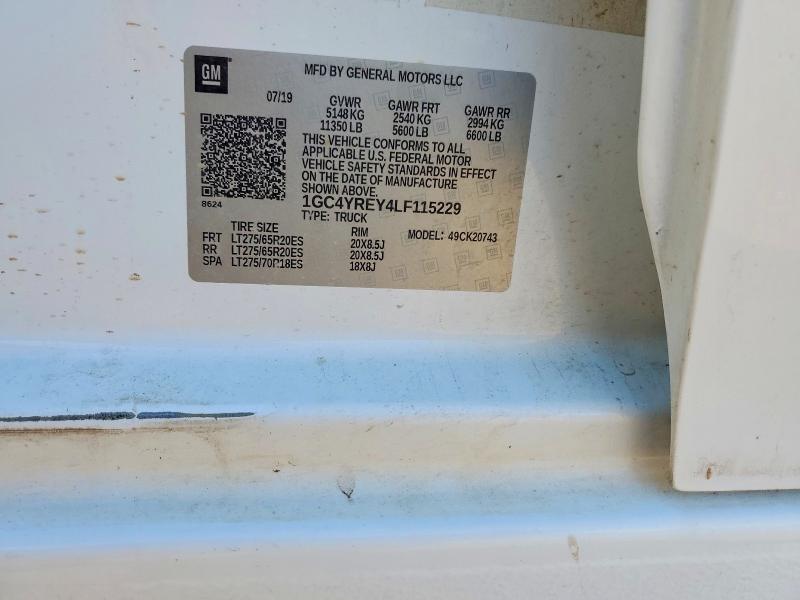 GM
MFD BY GENERAL MOTORS LLC
07/19 GVWR GAWR FRT GAWR RR
5148 KG 2540 KG 2994 KG
11350 LB 5600 LB 6600 LB
THIS VEHICLE CONFORMS TO ALL
APPLICABLE U.S. FEDERAL MOTOR
VEHICLE SAFETY STANDARDS IN EFFECT
ON THE DATE OF MANUFACTURE
SHOWN ABOVE.
8624
1GC4YREY4LF115229
TYPE: TRUCK
TIRE SIZE RIM MODEL: 49CK20743
FRT LT275/65R20ES 20X8.5J
RR LT275/65R20ES 20X8.5J
SPA LT275/70R18ES 18X8J